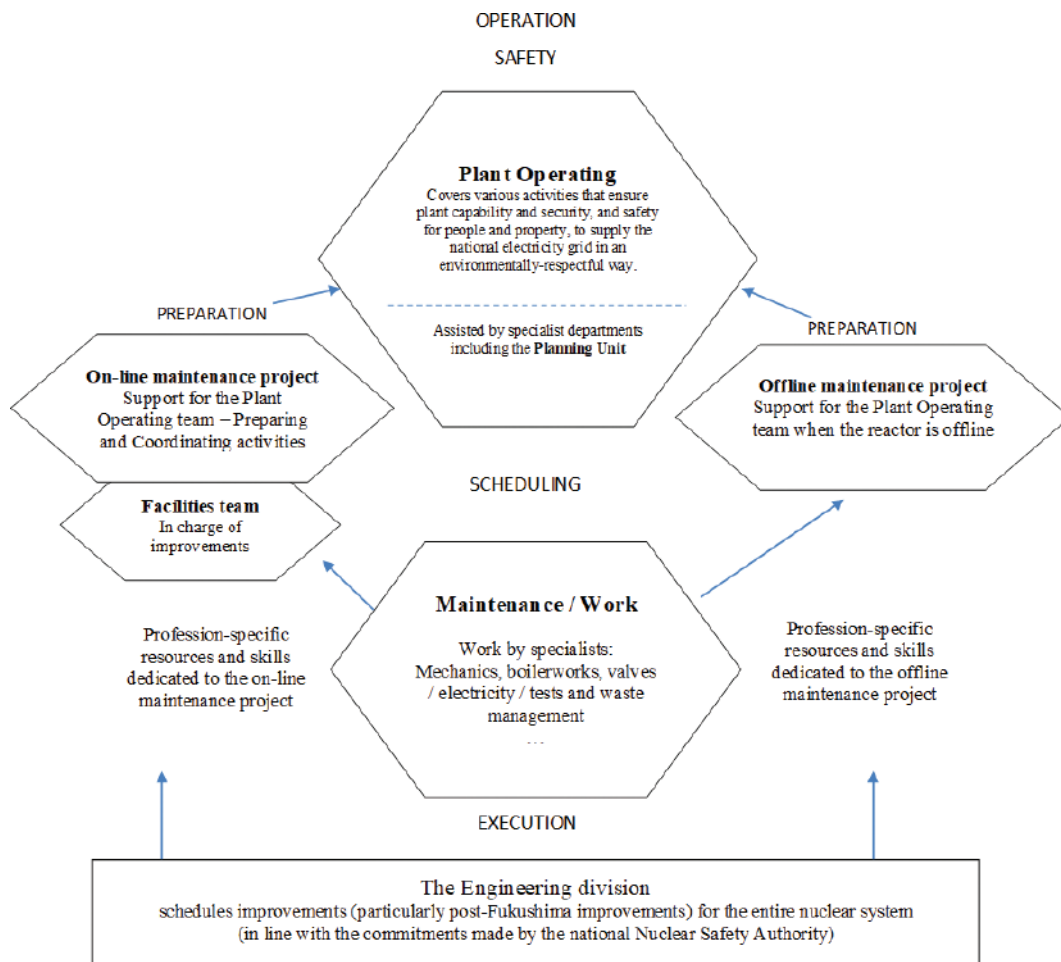 OPERATION
SAFETY
Plant Operating
Covers various activities that ensure
plant capability and security, and safety
for people and property, to supply the
national electricity grid in an
environmentally-respectful way.
Assisted by specialist departments
including the Planning Unit
PREPARATION
On-line maintenance project
Support for the Plant
Operating team – Preparing
and Coordinating activities
PREPARATION
Offline maintenance project
Support for the Plant Operating
team when the reactor is offline
Facilities team
In charge of
improvements
SCHEDULING
Maintenance / Work
Work by specialists:
Mechanics, boilerworks, valves
/ electricity / tests and waste
management
…
Profession-specific
resources and skills
dedicated to the on-line
maintenance project
Profession-specific
resources and skills
dedicated to the offline
maintenance project
EXECUTION
The Engineering division
schedules improvements (particularly post-Fukushima improvements) for the entire nuclear system
(in line with the commitments made by the national Nuclear Safety Authority)